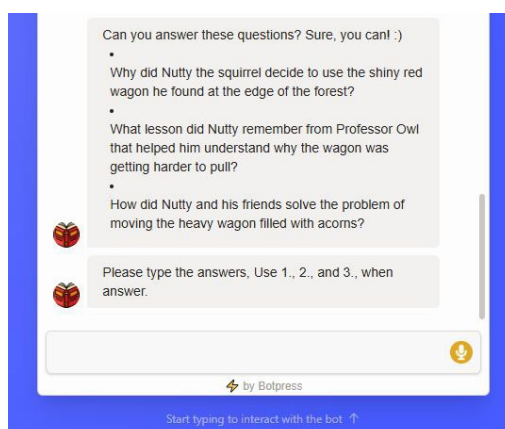 Can you answer these questions? Sure, you can! :)
•
Why did Nutty the squirrel decide to use the shiny red
wagon he found at the edge of the forest?
•
What lesson did Nutty remember from Professor Owl
that helped him understand why the wagon was
getting harder to pull?
•
How did Nutty and his friends solve the problem of
moving the heavy wagon filled with acorns?
Please type the answers, Use 1., 2., and 3., when
answer.
by Botpress
Start typing to interact with the bot ↑